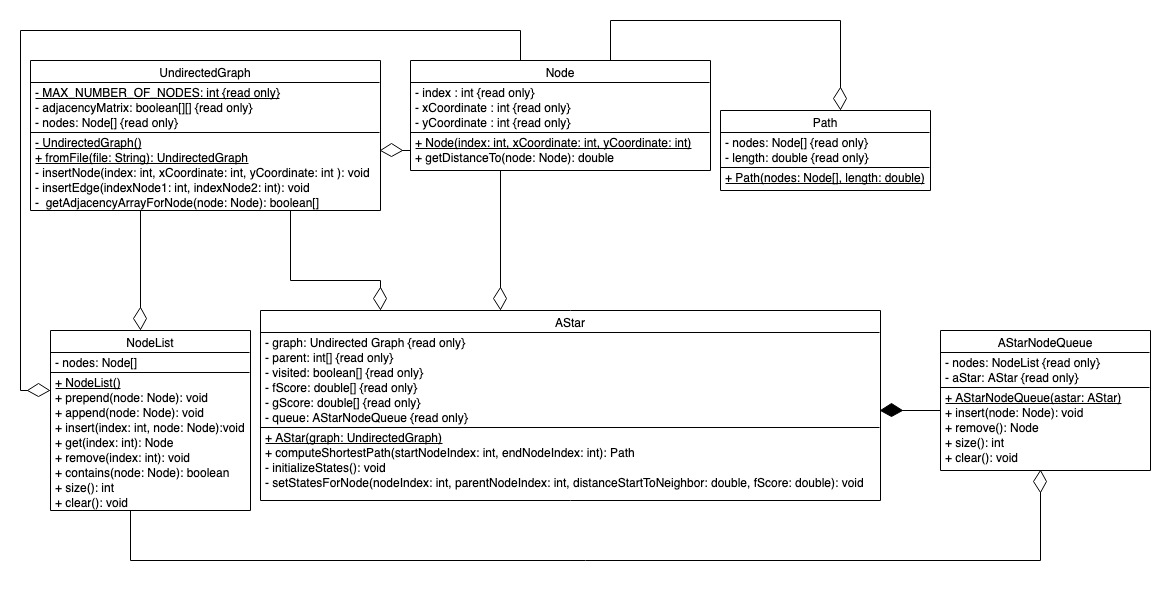 UndirectedGraph
- MAX_NUMBER_OF_NODES: int {read only}
- adjacencyMatrix: boolean[][] {read only}
- nodes: Node[] {read only}
- UndirectedGraph()
+ fromFile(file: String): UndirectedGraph
- insertNode(index: int, xCoordinate: int, yCoordinate: int ): void
- insertEdge(indexNode1: int, indexNode2: int): void
- getAdjacencyArrayForNode(node: Node): boolean[]
Node
- index : int {read only}
- xCoordinate : int {read only}
- yCoordinate : int {read only}
+ Node(index: int, xCoordinate: int, yCoordinate: int)
+ getDistanceTo(node: Node): double
Path
- nodes: Node[] {read only}
- length: double {read only}
+ Path(nodes: Node[], length: double)
NodeList
- nodes: Node[]
+ NodeList()
+ prepend(node: Node): void
+ append(node: Node): void
+ insert(index: int, node: Node):void
+ get(index: int): Node
+ remove(index: int): void
+ contains(node: Node): boolean
+ size(): int
+ clear(): void
AStar
- graph: Undirected Graph {read only}
- parent: int[] {read only}
- visited: boolean[] {read only}
- fScore: double[] {read only}
- gScore: double[] {read only}
- queue: AStarNodeQueue {read only}
+ AStar(graph: UndirectedGraph)
+ computeShortestPath(startNodeIndex: int, endNodeIndex: int): Path
- initializeStates(): void
- setStatesForNode(nodeIndex: int, parentNodeIndex: int, distanceStartToNeighbor: double, fScore: double): void
AStarNodeQueue
- nodes: NodeList {read only}
- aStar: AStar {read only}
+ AStarNodeQueue(astar: AStar)
+ insert(node: Node): void
+ remove(): Node
+ size(): int
+ clear(): void